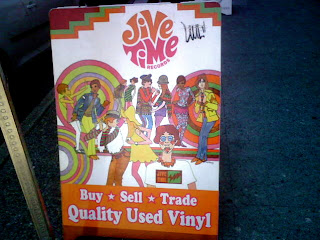 JIVE
TIME
RECORDS
Buy ★ Sell ★ Trade
Quality Used Vinyl